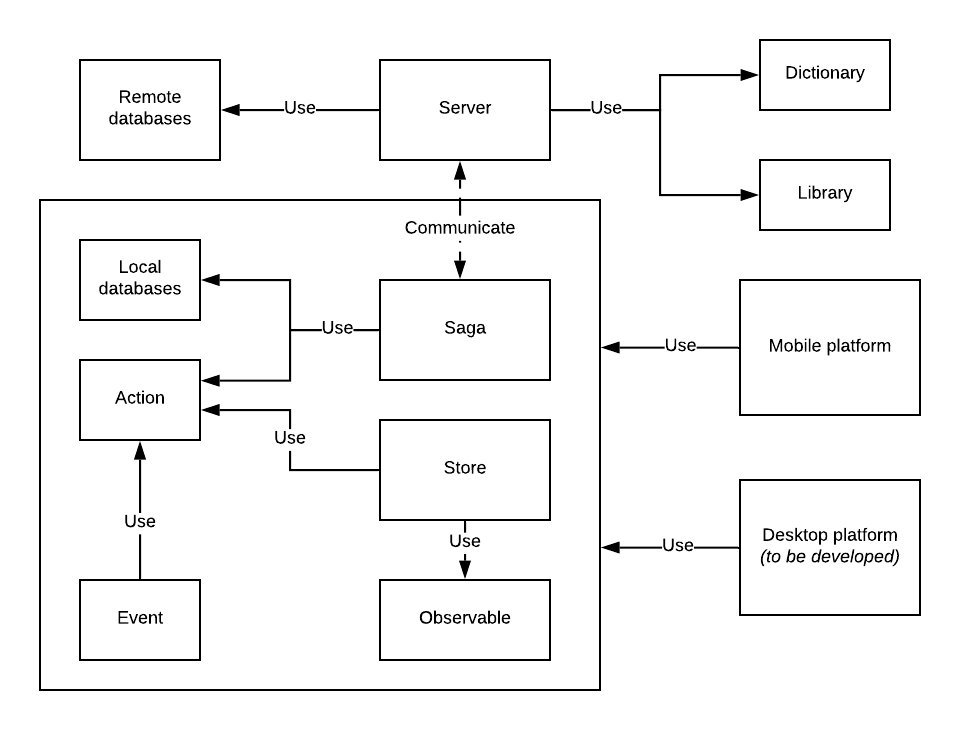 Remote
databases
Use
Server
Use
Dictionary
Library
Communicate
Local
databases
Use
Saga
Action
Use
Store
Use
Use
Event
Observable
Use
Mobile platform
Use
Desktop platform
(to be developed)